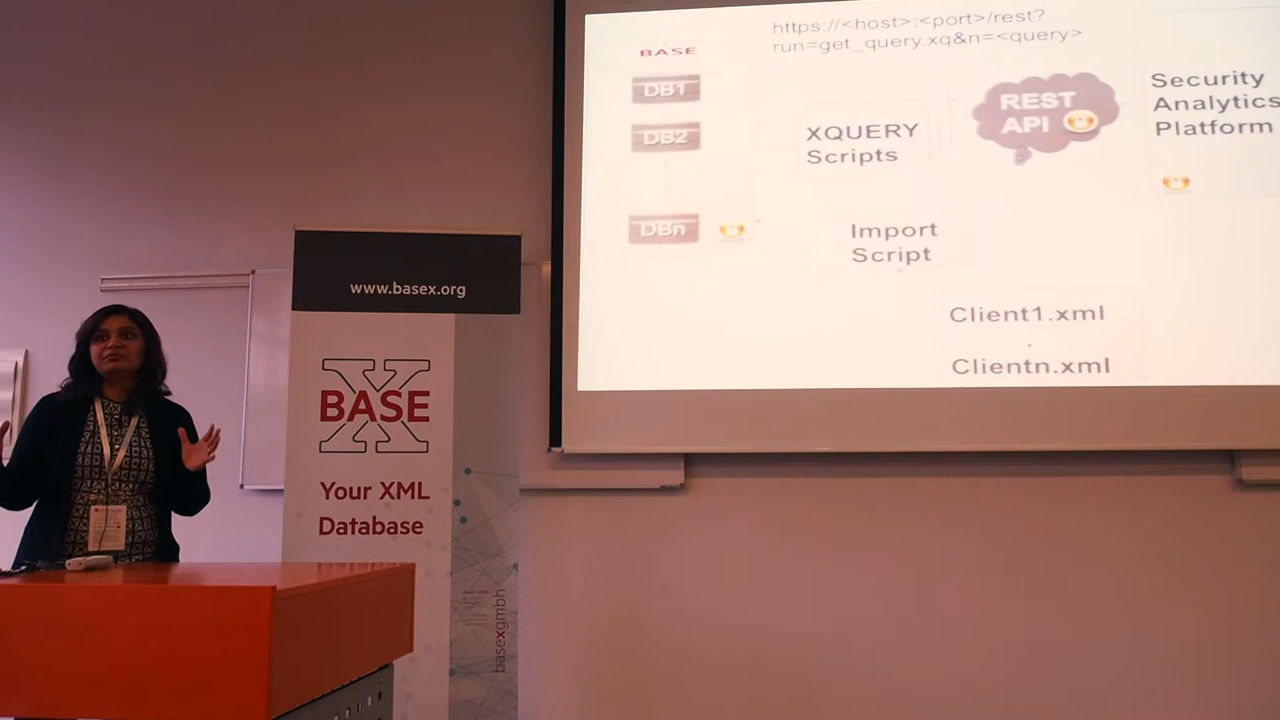 https://<host>:<port>/rest?
run=get_query.xq&n=<query>
BASE
DB1
DB2
DBn
XQUERY
Scripts
REST
API
Security
Analytics
Platform
Import
Script
Client1.xml
.
Clientn.xml
www.basex.org
X
BASE
Your XML
Database
basexgmbh